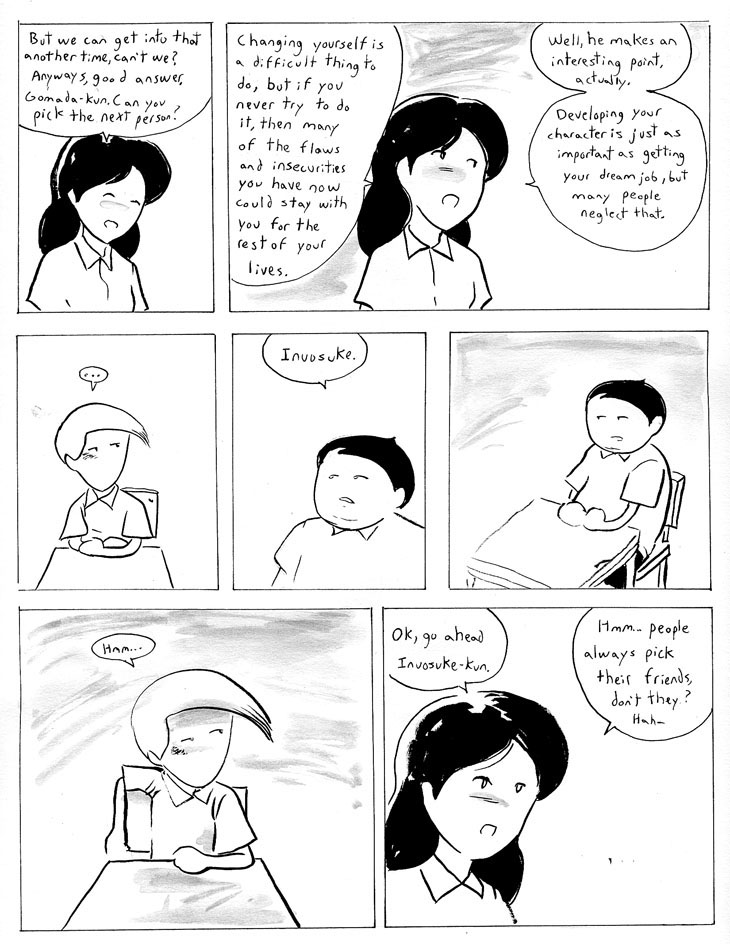 Well, he makes an
interesting point,
actually.
Developing your
character is just as
important as getting
your dream job, but
many people
neglect that.
Changing yourself is
a difficult thing to
do, but if you
never try to do
it, then many
of the flaws
and insecurities
you have now
could stay with
you for the
rest of your
lives.
But we can get into that
another time, can't we?
Anyways, good answer,
Gomada-kun. Can you
pick the next person?
Invosuke.
...
Hmm... people
always pick
their friends,
don't they?
Hah-
Ok, go ahead
Invosuke-kun.
Hmm...